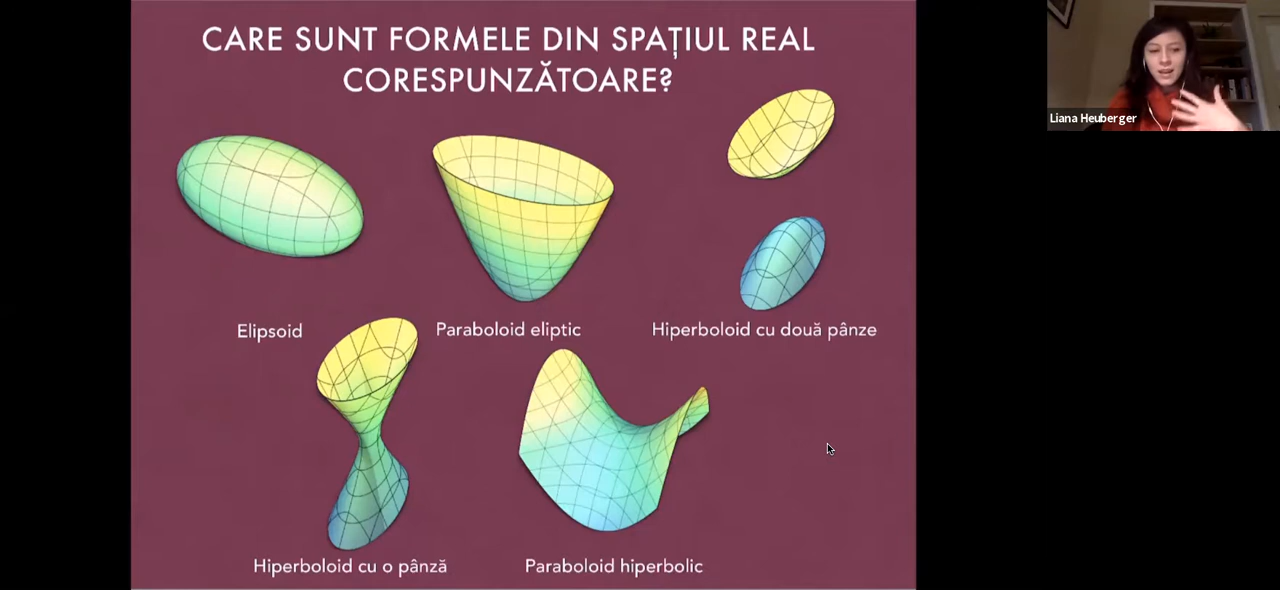 CARE SUNT FORMELE DIN SPAȚIUL REAL
CORESPUNZĂTOARE?
Liana Heuberger
Elipsoid
Paraboloid eliptic
Hiperboloid cu două pânze
Hiperboloid cu o pânză
Paraboloid hiperbolic